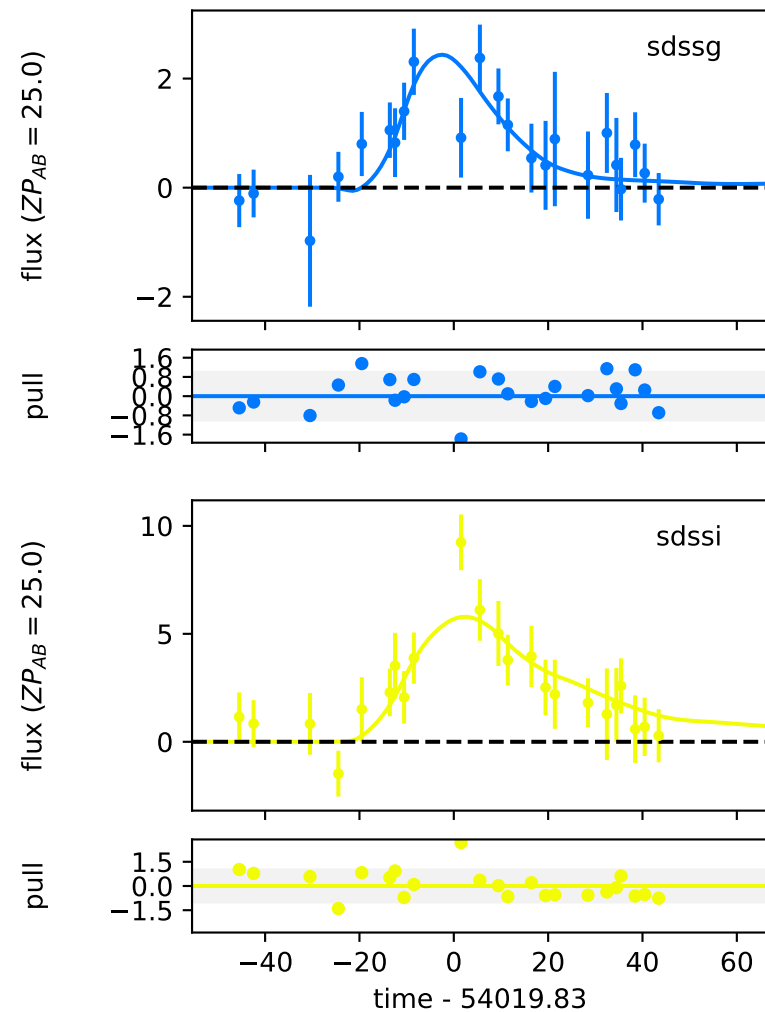 sdssg
flux (ZP_AB = 25.0)
2
0
−2
pull
1.6
0.8
0.0
−0.8
−1.6
sdssi
flux (ZP_AB = 25.0)
10
5
0
pull
1.5
0.0
−1.5
−40 −20 0 20 40 60
time - 54019.83